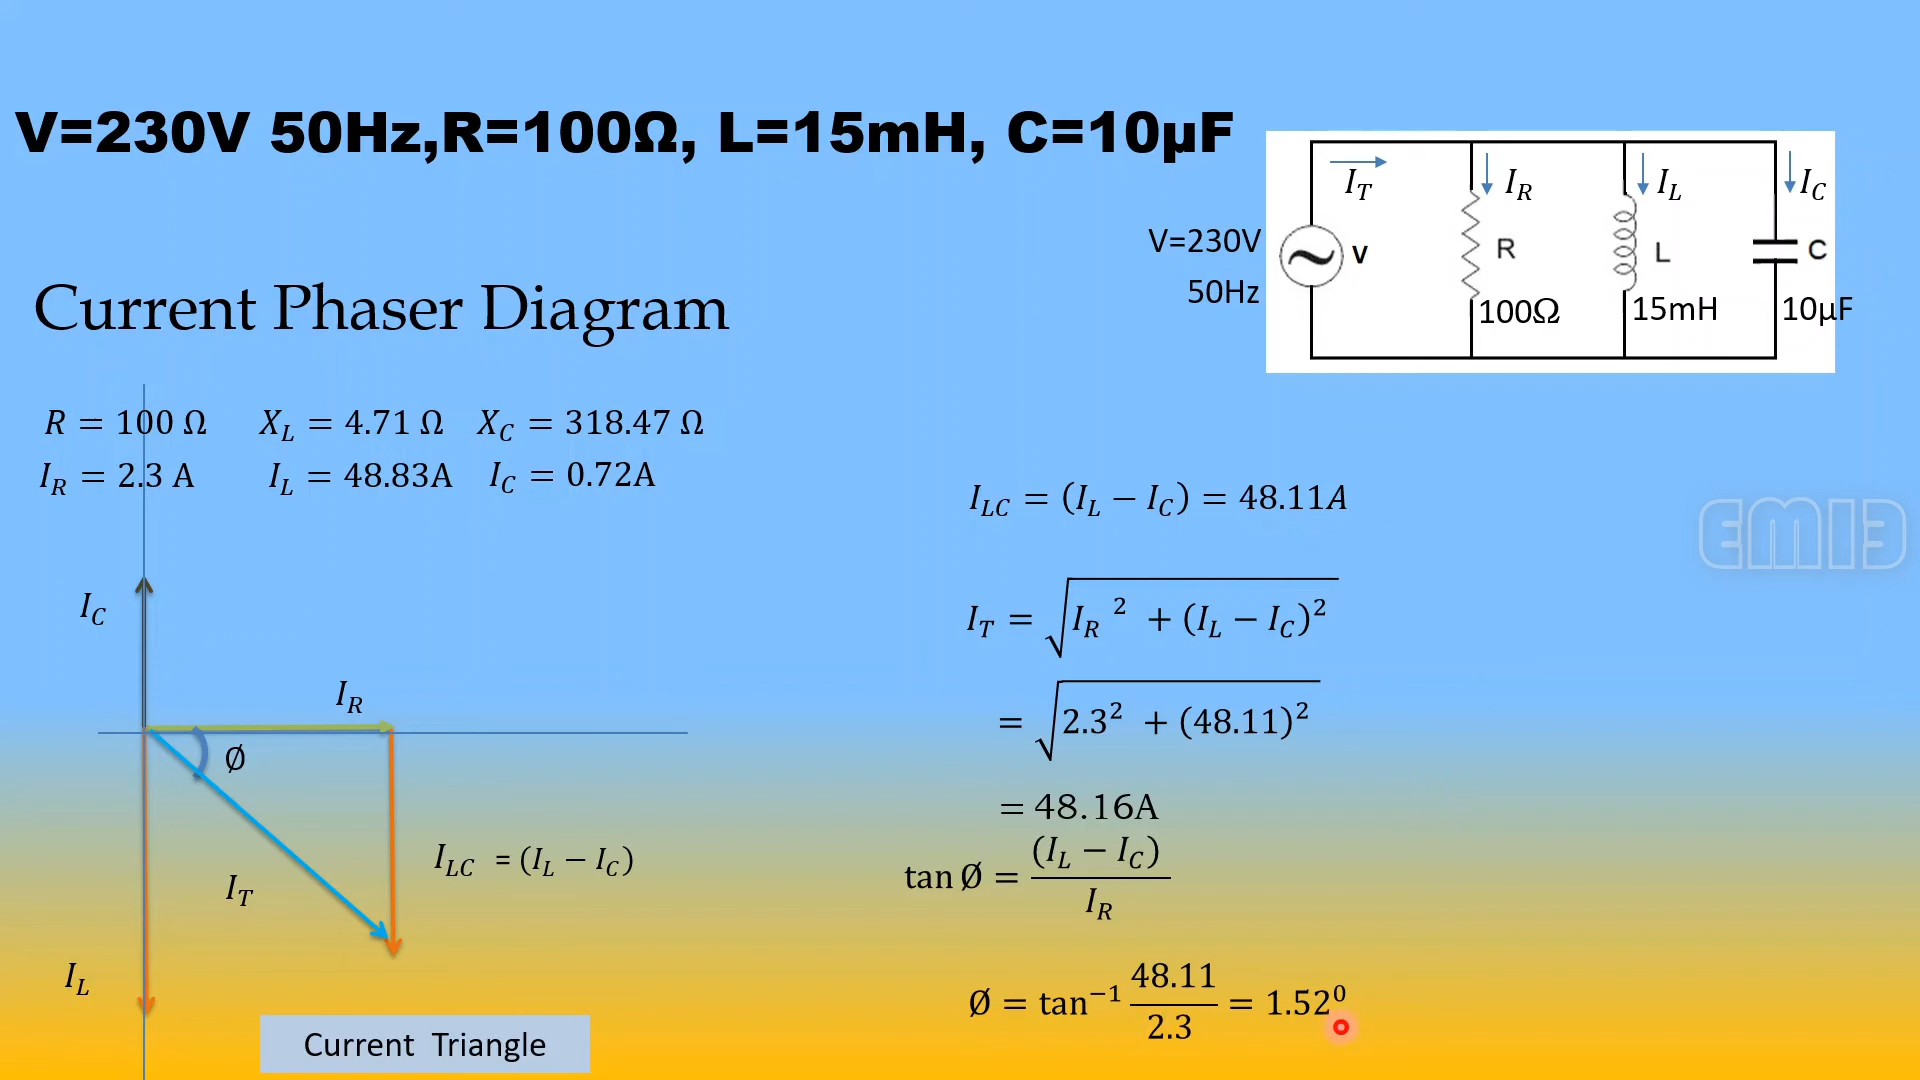 V=230V 50Hz,R=100Ω, L=15mH, C=10μF
I_T I_R I_L I_C
V=230V
50Hz
V R L C
100Ω 15mH 10μF
Current Phaser Diagram
R = 100 Ω X_L = 4.71 Ω X_C = 318.47 Ω
I_R = 2.3 A I_L = 48.83A I_C = 0.72A
I_C
I_R
Ø
I_LC = (I_L − I_C)
I_T
I_L
Current Triangle
I_LC = (I_L − I_C) = 48.11A
I_T = √(I_R ² + (I_L − I_C)²)
= √(2.3² + (48.11)²)
= 48.16A
tan Ø = (I_L − I_C) / I_R
Ø = tan⁻¹ 48.11 / 2.3 = 1.52⁰
EMIE